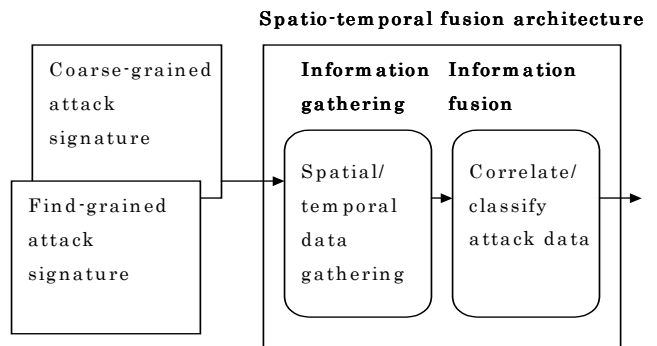 Spatio-temporal fusion architecture
Coarse-grained
attack
signature
Find-grained
attack
signature
Information
gathering
Spatial/
temporal
data
gathering
Information
fusion
Correlate/
classify
attack data